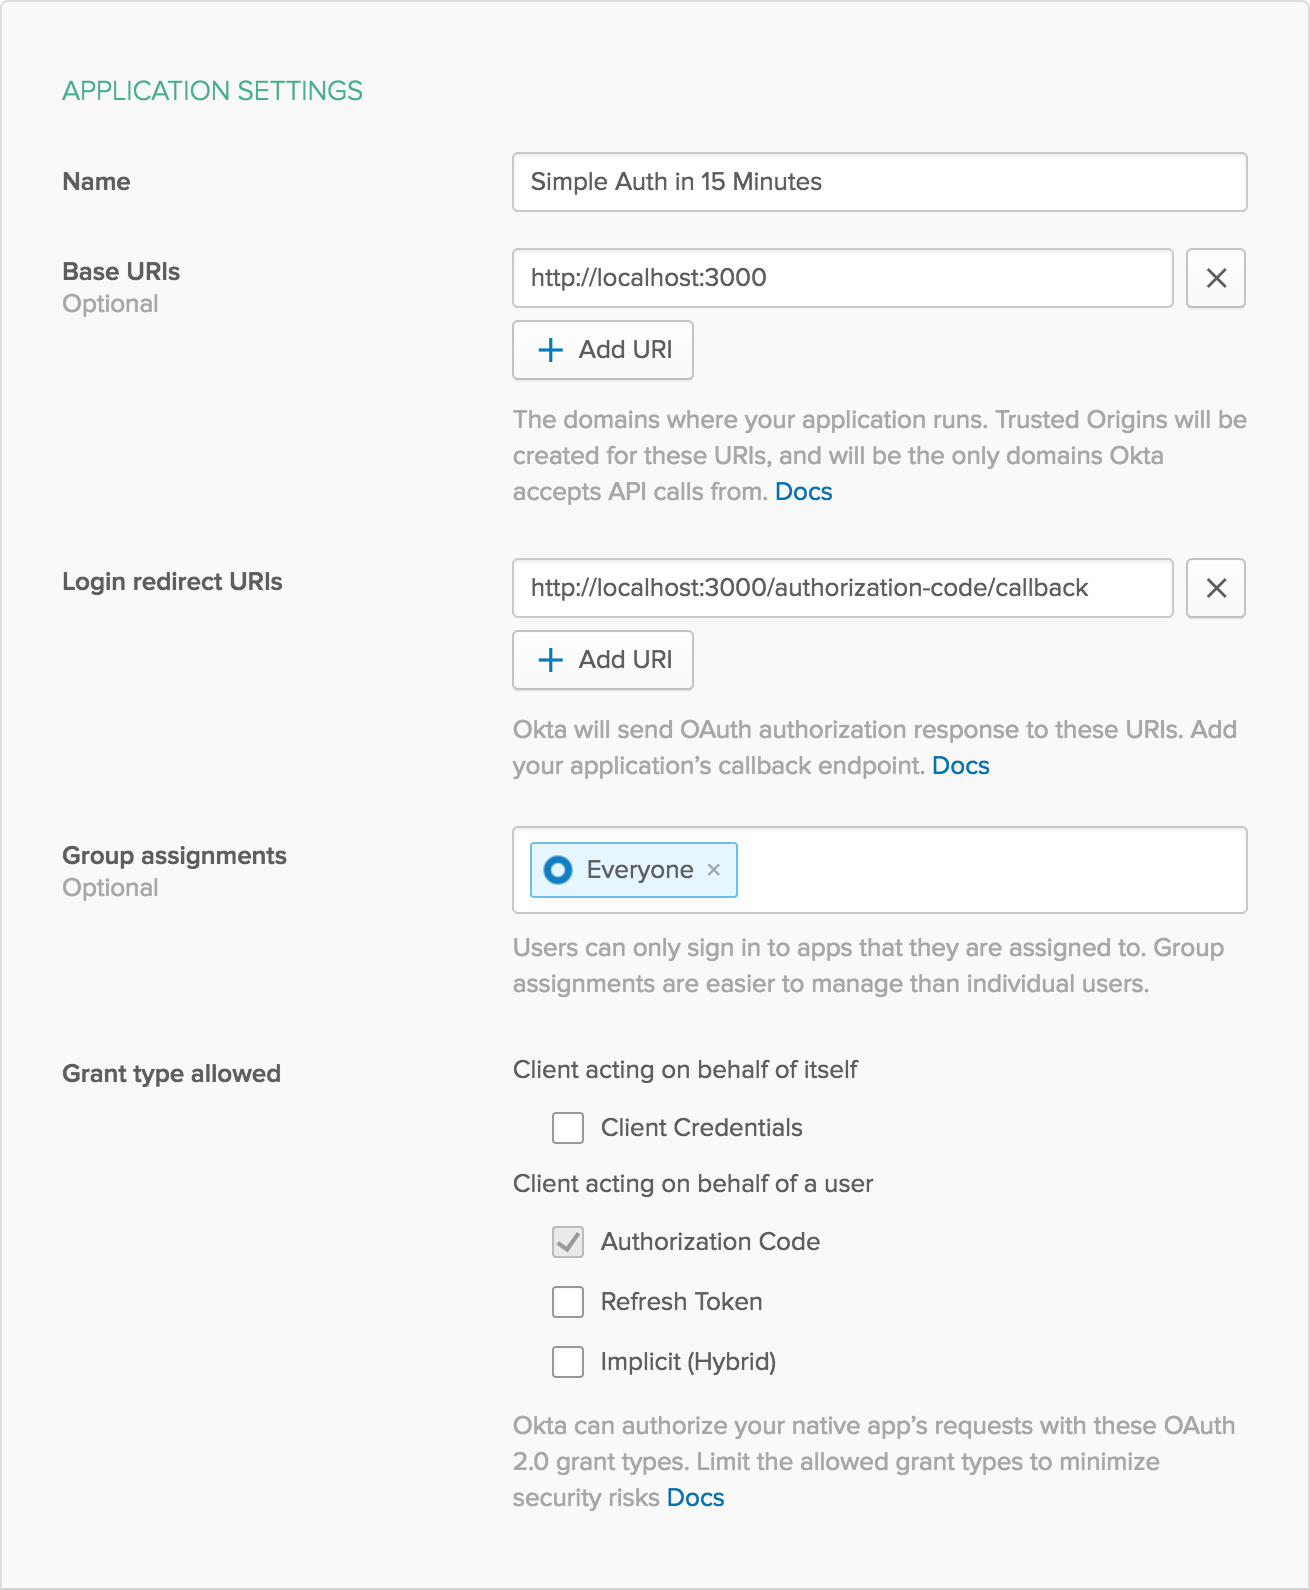 APPLICATION SETTINGS
Name
Simple Auth in 15 Minutes
Base URIs
Optional
http://localhost:3000
Add URI
The domains where your application runs. Trusted Origins will be
created for these URIs, and will be the only domains Okta
accepts API calls from. Docs
Login redirect URIs
http://localhost:3000/authorization-code/callback
Add URI
Okta will send OAuth authorization response to these URIs. Add
your application’s callback endpoint. Docs
Group assignments
Optional
Everyone
Users can only sign in to apps that they are assigned to. Group
assignments are easier to manage than individual users.
Grant type allowed
Client acting on behalf of itself
Client Credentials
Client acting on behalf of a user
Authorization Code
Refresh Token
Implicit (Hybrid)
Okta can authorize your native app’s requests with these OAuth
2.0 grant types. Limit the allowed grant types to minimize
security risks Docs